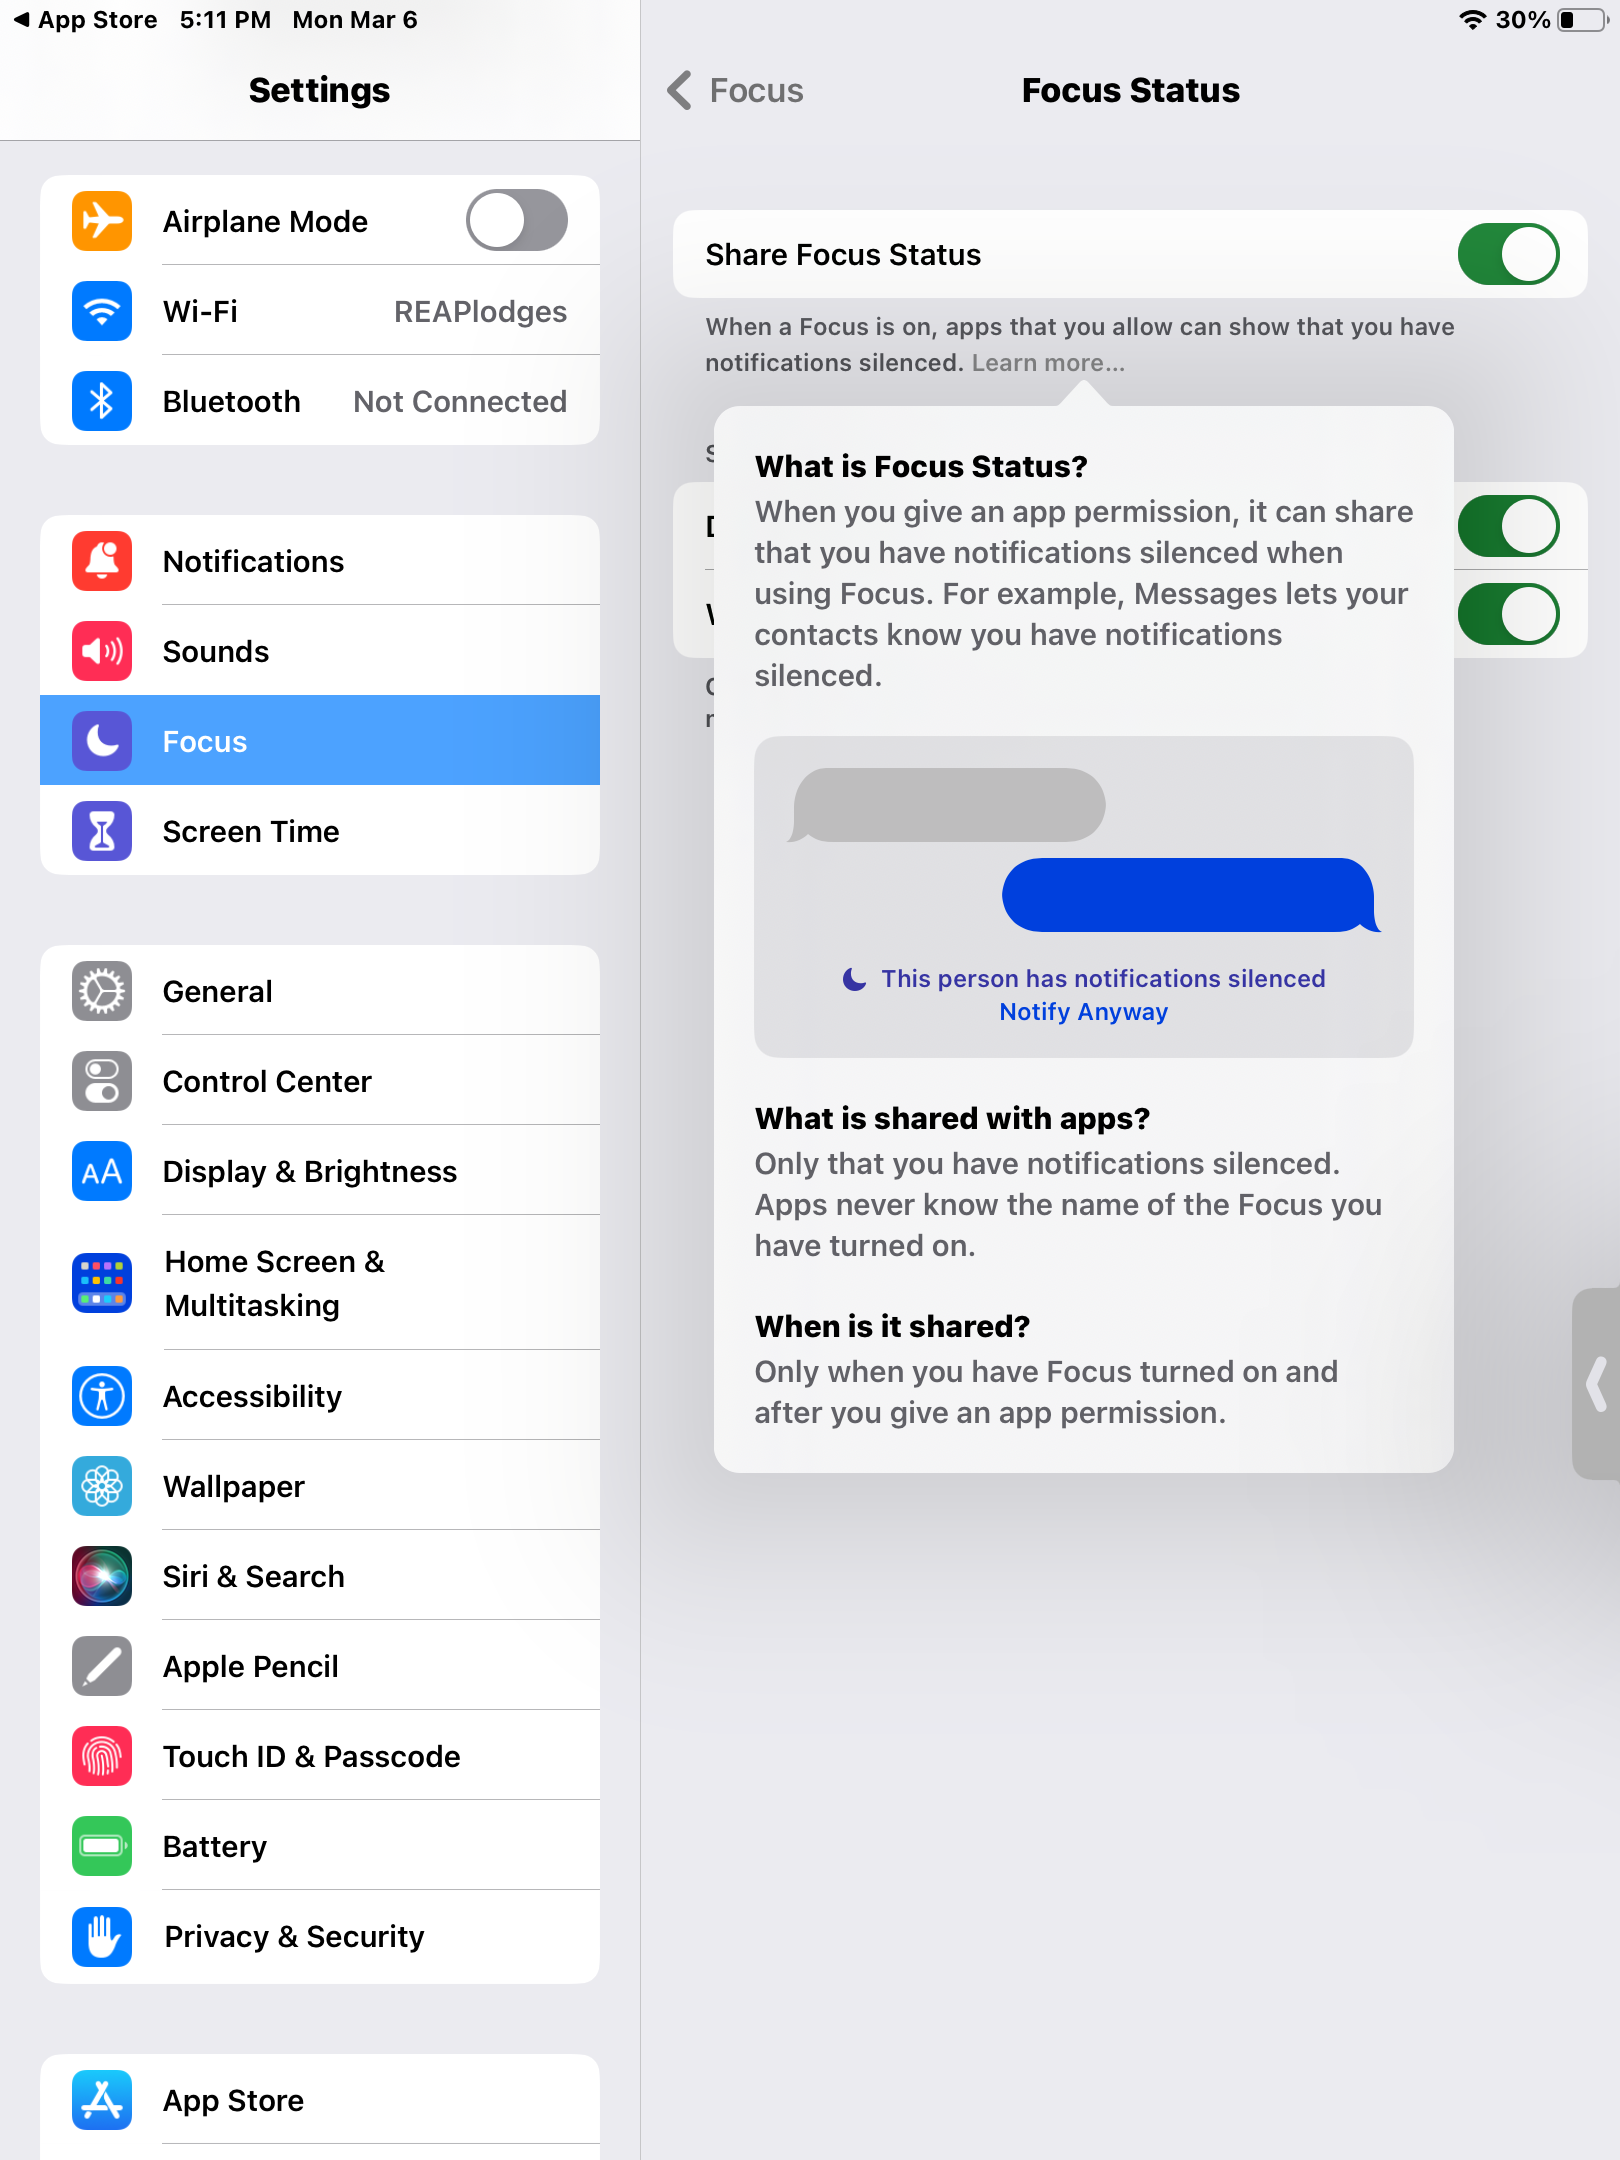 App Store 5:11 PM Mon Mar 6
30%
Settings
Airplane Mode
Wi-Fi REAPlodges
Bluetooth Not Connected
Notifications
Sounds
Focus
Screen Time
General
Control Center
AA Display & Brightness
Home Screen &
Multitasking
Accessibility
Wallpaper
Siri & Search
Apple Pencil
Touch ID & Passcode
Battery
Privacy & Security
App Store
Focus
Focus Status
Share Focus Status
When a Focus is on, apps that you allow can show that you have
notifications silenced. Learn more...
What is Focus Status?
When you give an app permission, it can share
that you have notifications silenced when
using Focus. For example, Messages lets your
contacts know you have notifications
silenced.
This person has notifications silenced
Notify Anyway
What is shared with apps?
Only that you have notifications silenced.
Apps never know the name of the Focus you
have turned on.
When is it shared?
Only when you have Focus turned on and
after you give an app permission.